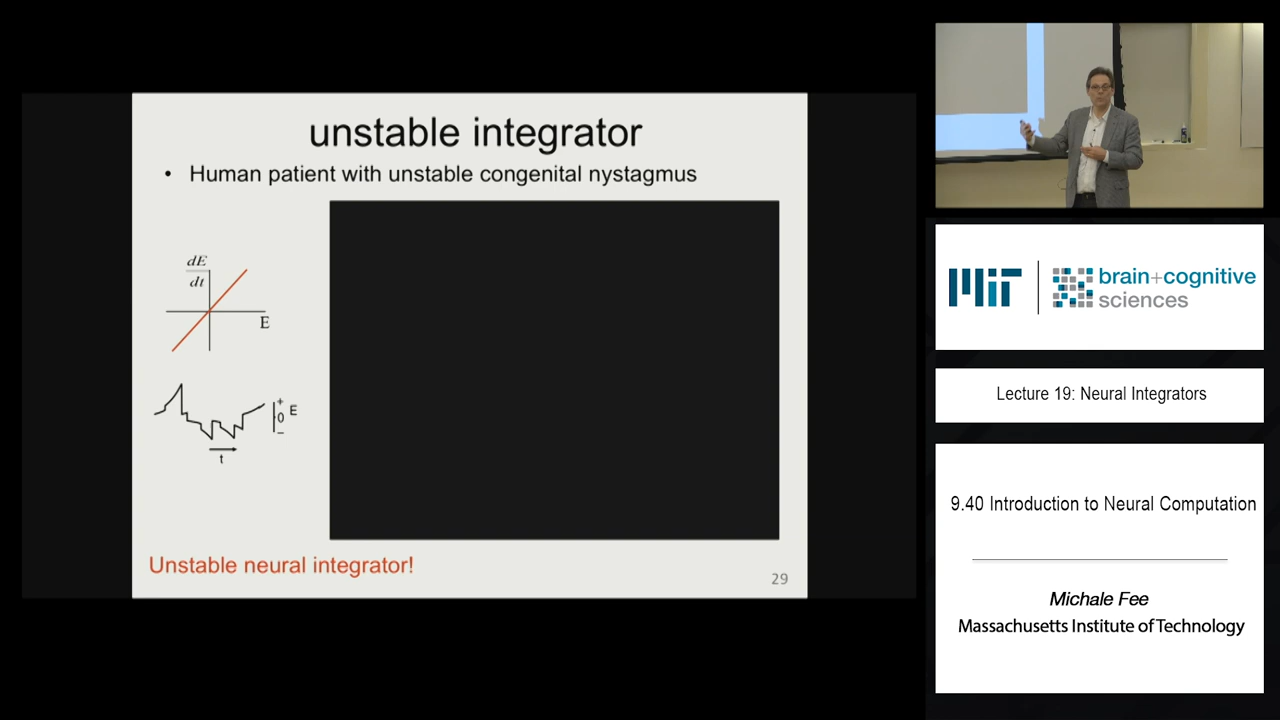 unstable integrator
• Human patient with unstable congenital nystagmus
dE
dt
E
+
0 E
–
t
Unstable neural integrator!
29
MIT
brain+cognitive
sciences
Lecture 19: Neural Integrators
9.40 Introduction to Neural Computation
Michale Fee
Massachusetts Institute of Technology